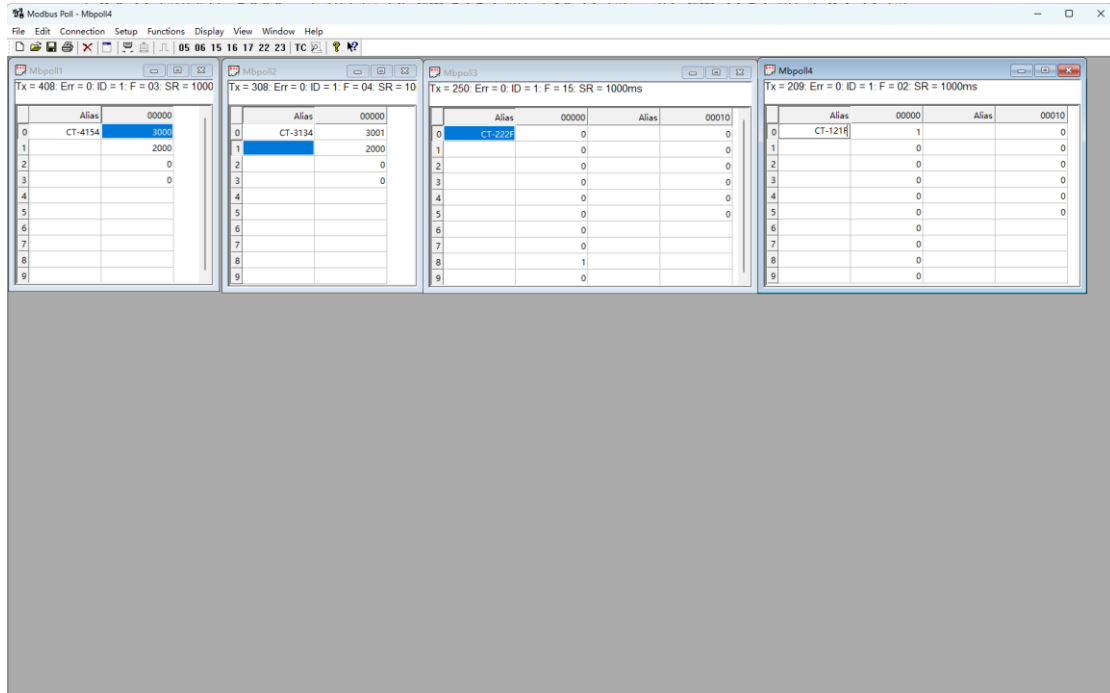 Modbus Poll - Mbpoll4
File Edit Connection Setup Functions Display View Window Help
05 06 15 16 17 22 23 TC
Mbpoll1
Tx = 408: Err = 0: ID = 1: F = 03: SR = 1000
Alias 00000
0 CT-4154 3000
1 2000
2 0
3 0
4
5
6
7
8
9
Mbpoll2
Tx = 308: Err = 0: ID = 1: F = 04: SR = 10
Alias 00000
0 CT-3134 3001
1 2000
2 0
3 0
4
5
6
7
8
9
Mbpoll3
Tx = 250: Err = 0: ID = 1: F = 15: SR = 1000ms
Alias 00000 Alias 00010
0 CT-222F 0 0
1 0 0
2 0 0
3 0 0
4 0 0
5 0 0
6 0
7 0
8 1
9 0
Mbpoll4
Tx = 209: Err = 0: ID = 1: F = 02: SR = 1000ms
Alias 00000 Alias 00010
0 CT-121F 1 0
1 0 0
2 0 0
3 0 0
4 0 0
5 0 0
6 0
7 0
8 0
9 0